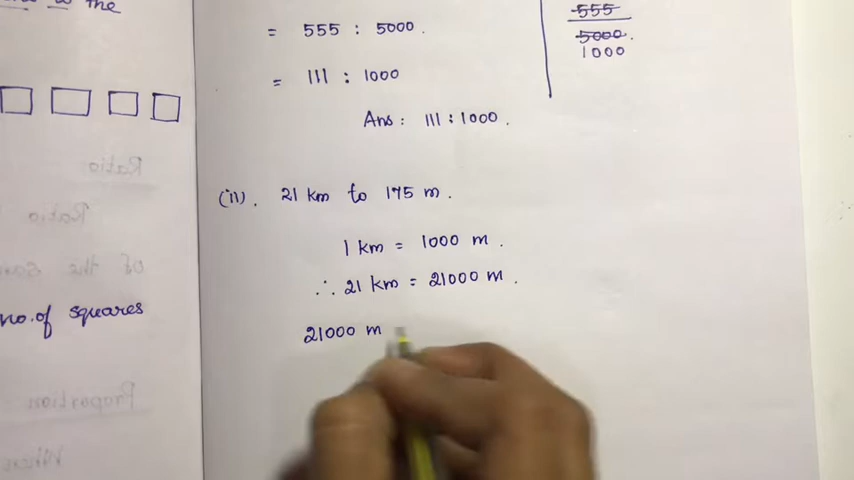 the
no.of squares
= 555 : 5000.
= 111 : 1000
Ans: 111 : 1000.
555
5000.
1000
(ii). 21 km to 175 m.
1 km = 1000 m.
∴ 21 km = 21000 m.
21000 m
Ratio
Ratio
of the
Proportion
When